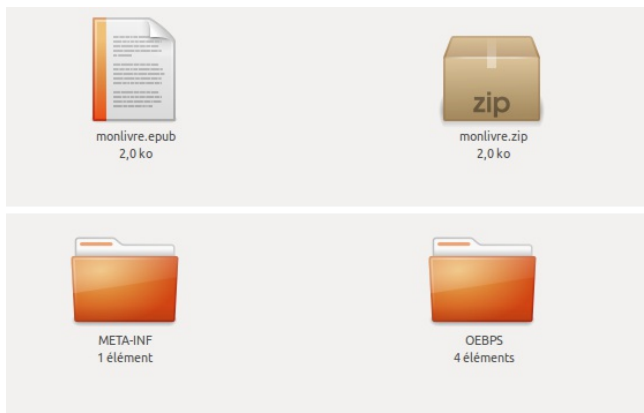 zip
monlivre.epub
2,0 ko
monlivre.zip
2,0 ko
META-INF
1 élément
OEBPS
4 éléments